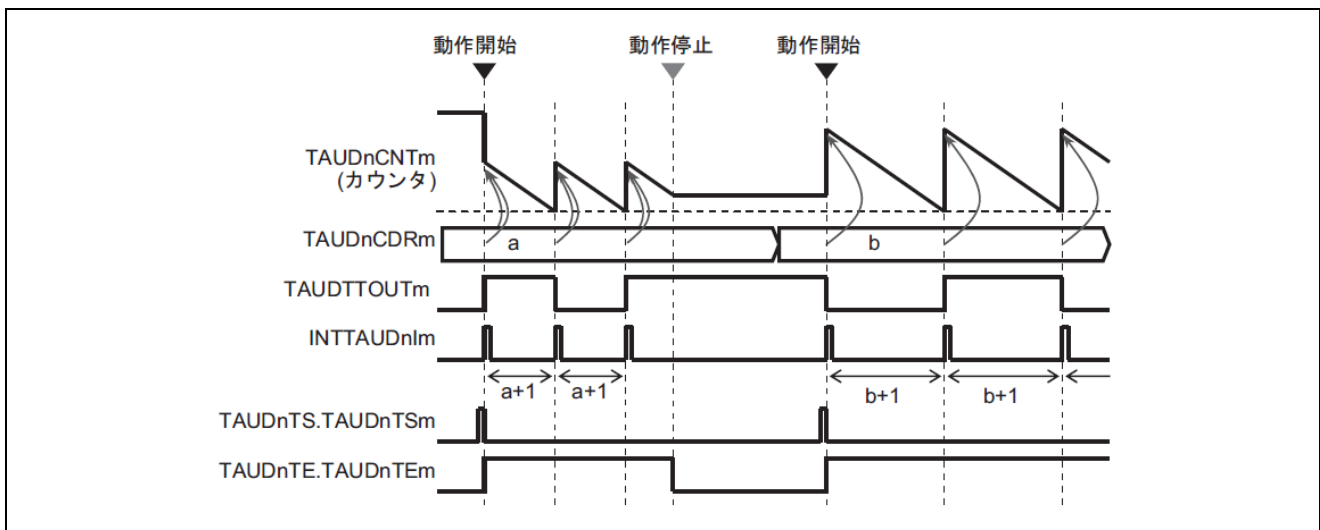 動作開始 動作停止 動作開始
TAUDnCNTm
(カウンタ)
TAUDnCDRm a b
TAUDTTOUTm
INTTAUDnIm
a+1 a+1 b+1 b+1
TAUDnTS.TAUDnTSm
TAUDnTE.TAUDnTEm